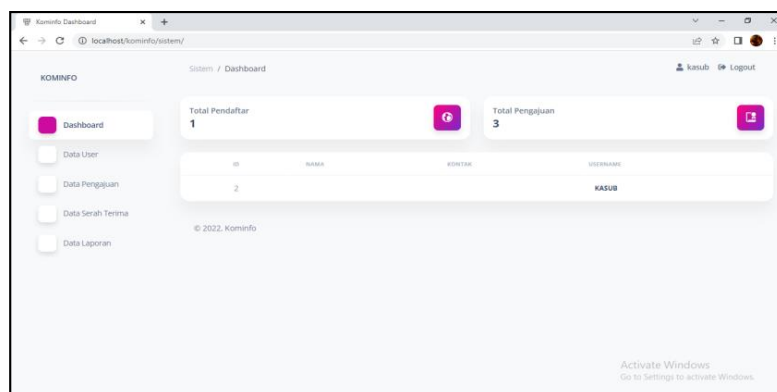 Kominfo Dashboard
localhost/kominfo/sistem/
KOMINFO
Sistem / Dashboard
kasub Logout
Dashboard
Data User
Data Pengajuan
Data Serah Terima
Data Laporan
Total Pendaftar
1
Total Pengajuan
3
ID NAMA KONTAK USERNAME
2 KASUB
© 2022, Kominfo
Activate Windows
Go to Settings to activate Windows.